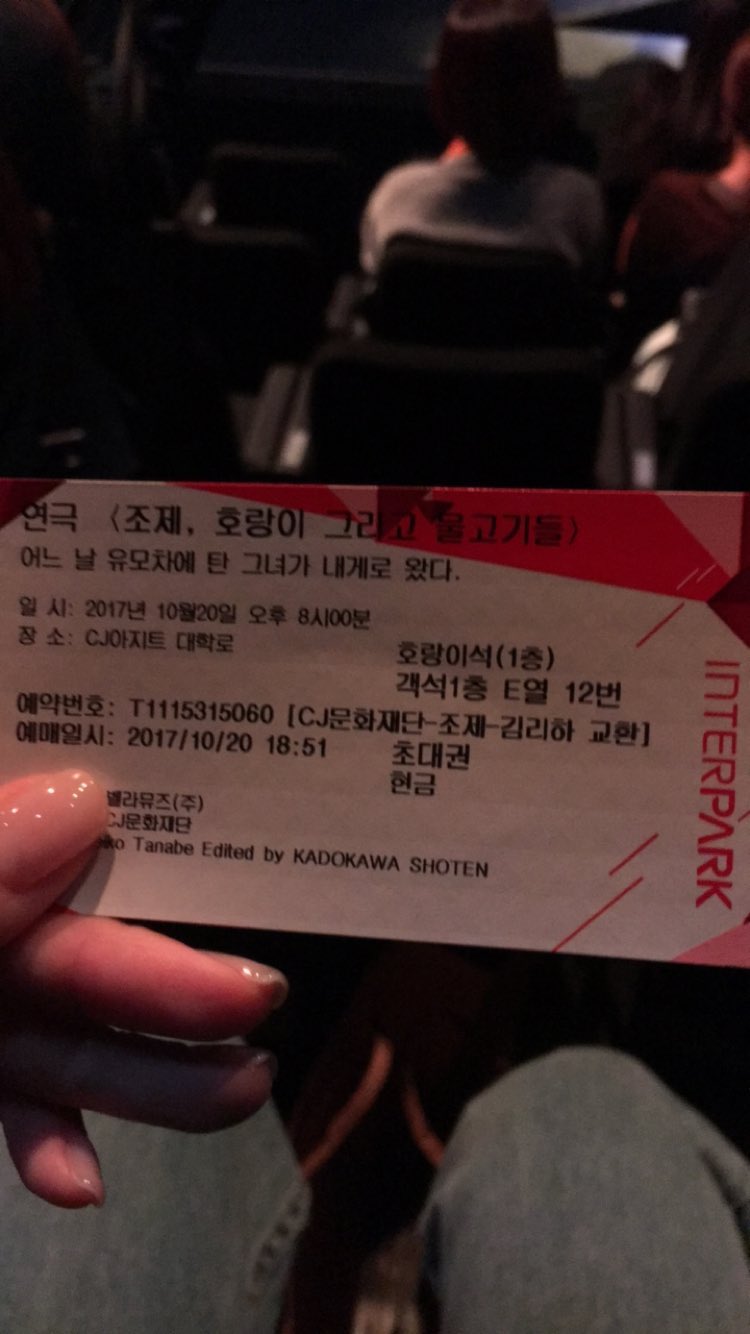 연극 〈조제, 호랑이 그리고 물고기들〉
어느 날 유모차에 탄 그녀가 내게로 왔다.
일 시: 2017년 10월20일 오후 8시00분
장 소: CJ아지트 대학로
호랑이석(1층)
객석1층 E열 12번
예약번호: T1115315060 [CJ문화재단-조제-김리하 교환]
예매일시: 2017/10/20 18:51
초대권
현금
벨라뮤즈(주)
CJ문화재단
Tanabe Edited by KADOKAWA SHOTEN
INTERPARK